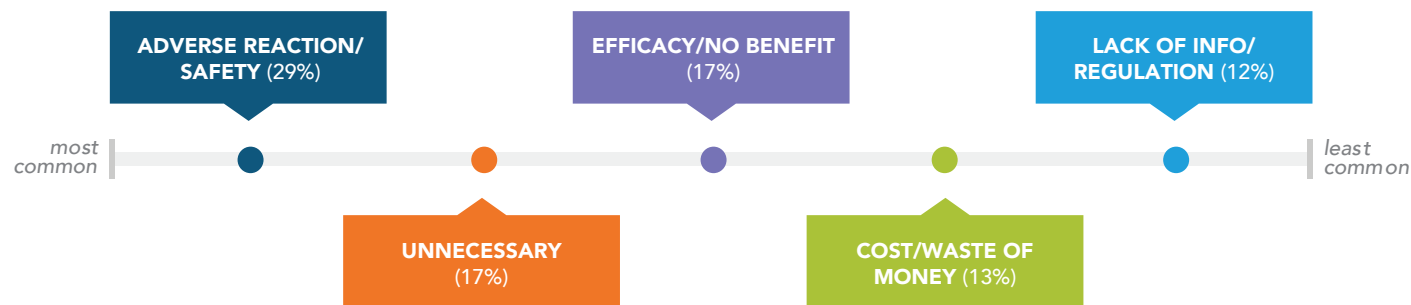 ADVERSE REACTION/
SAFETY (29%)
EFFICACY/NO BENEFIT
(17%)
LACK OF INFO/
REGULATION (12%)
most
common
least
common
UNNECESSARY
(17%)
COST/WASTE OF
MONEY (13%)